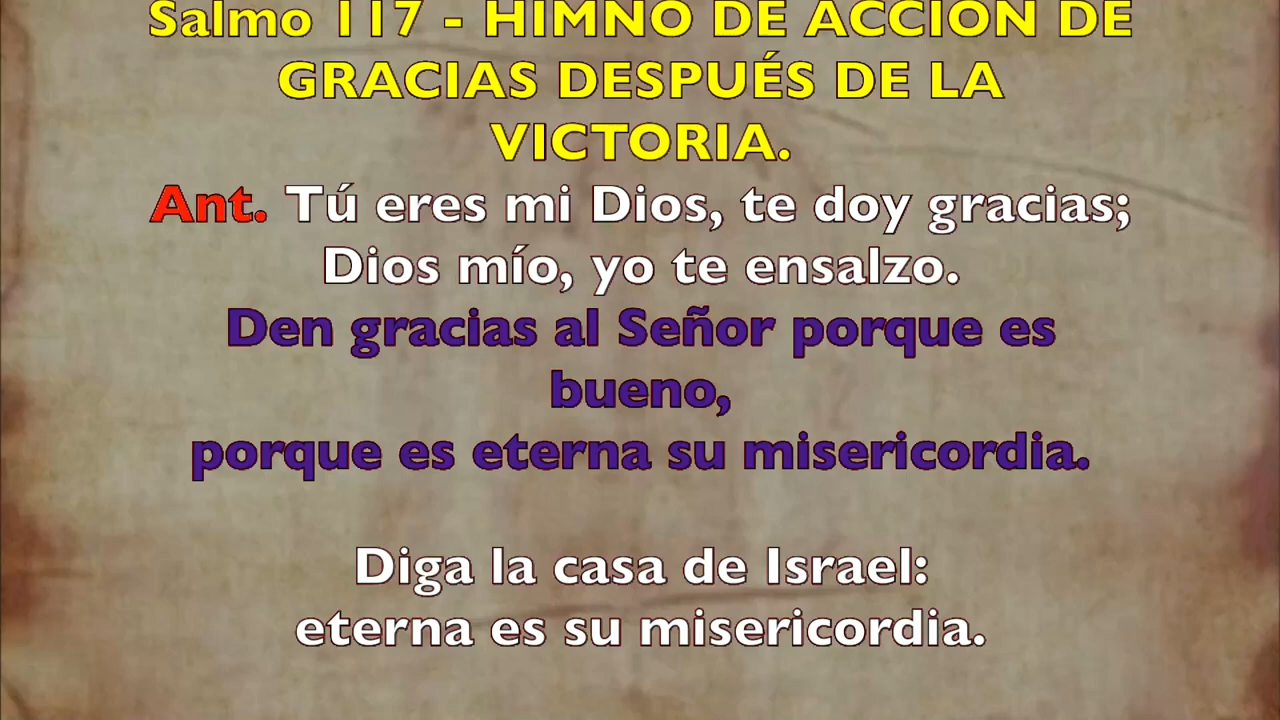 Salmo 117 - HIMNO DE ACCIÓN DE
GRACIAS DESPUÉS DE LA
VICTORIA.
Ant. Tú eres mi Dios, te doy gracias;
Dios mío, yo te ensalzo.
Den gracias al Señor porque es
bueno,
porque es eterna su misericordia.
Diga la casa de Israel:
eterna es su misericordia.